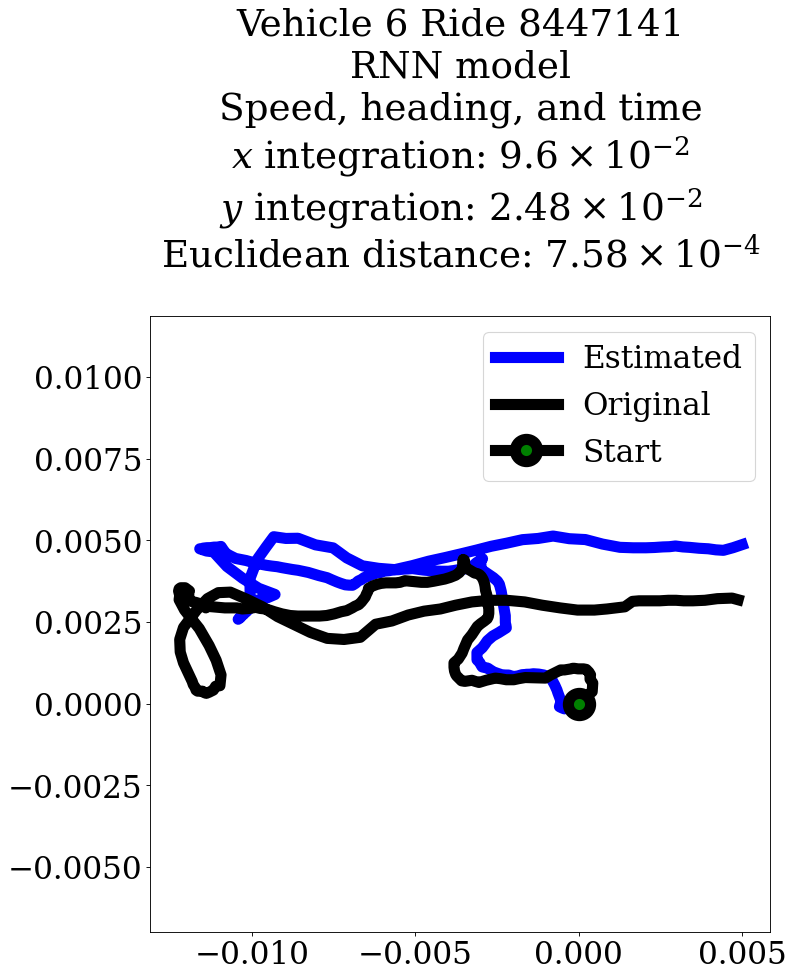 Vehicle 6 Ride 8447141
RNN model
Speed, heading, and time
x integration: 9.6 × 10⁻²
y integration: 2.48 × 10⁻²
Euclidean distance: 7.58 × 10⁻⁴
Estimated
Original
Start
0.0100
0.0075
0.0050
0.0025
0.0000
−0.0025
−0.0050
−0.010 −0.005 0.000 0.005